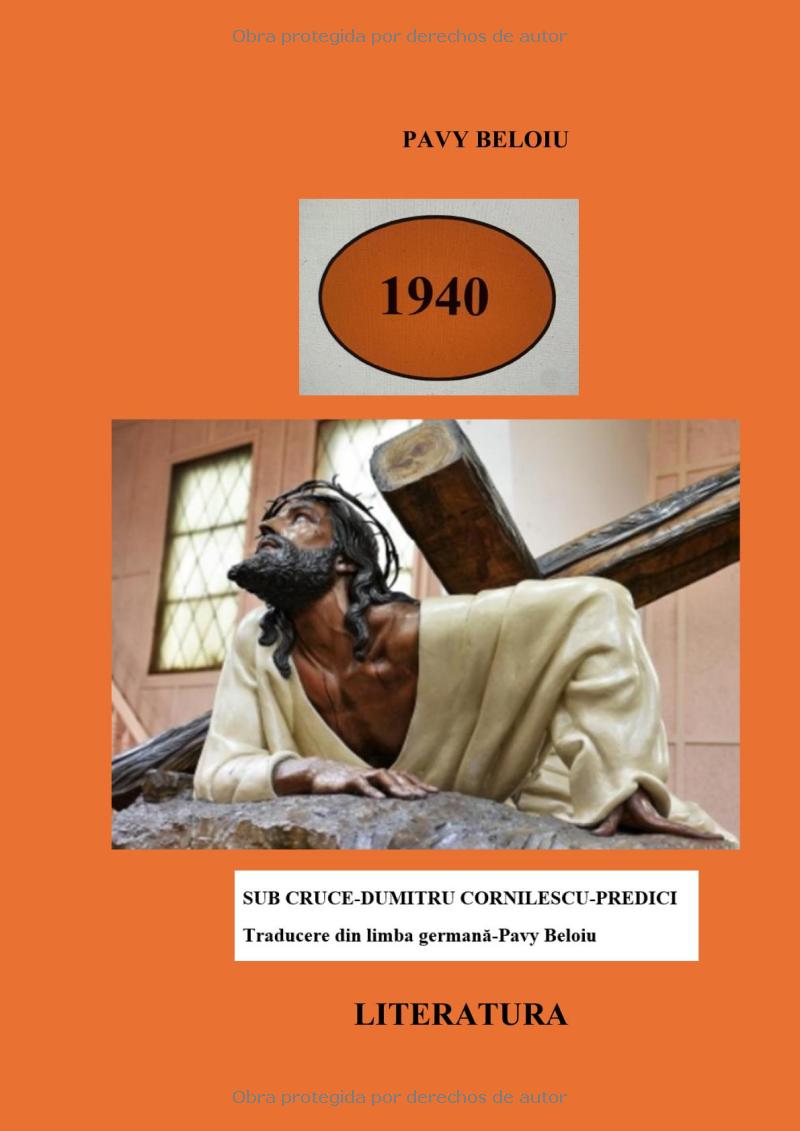 Obra protegida por derechos de autor
PAVY BELOIU
1940
SUB CRUCE-DUMITRU CORNILESCU-PREDICI
Traducere din limba germană-Pavy Beloiu
LITERATURA
Obra protegida por derechos de autor